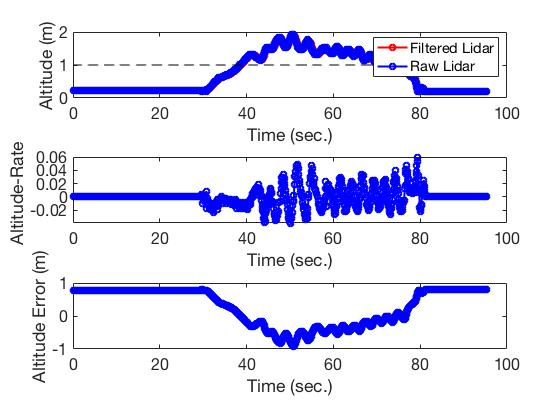 Altitude (m)
2
1
0
Filtered Lidar
Raw Lidar
0 20 40 60 80 100
Time (sec.)
Altitude-Rate
0.06
0.04
0.02
0
-0.02
0 20 40 60 80 100
Time (sec.)
Altitude Error (m)
1
0
-1
0 20 40 60 80 100
Time (sec.)